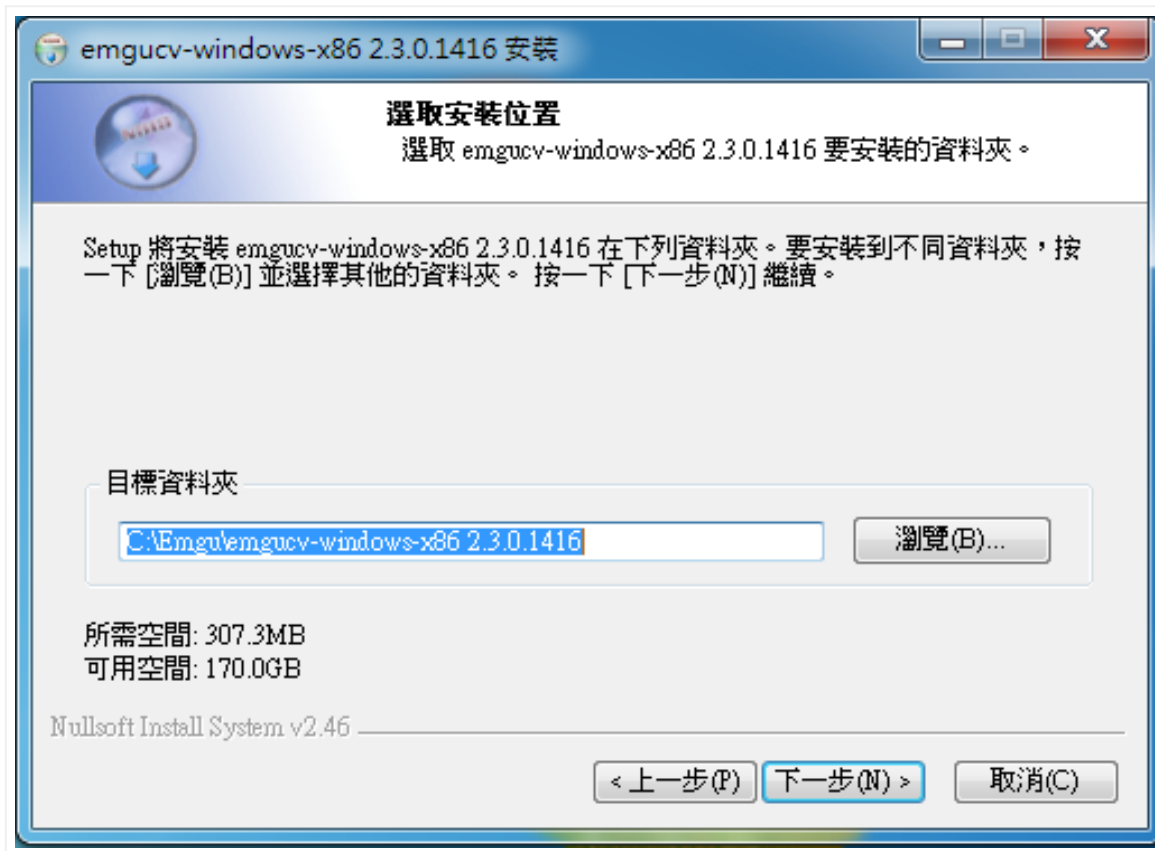 emgucv-windows-x86 2.3.0.1416 安裝
選取安裝位置
選取 emgucv-windows-x86 2.3.0.1416 要安裝的資料夾。
Setup 將安裝 emgucv-windows-x86 2.3.0.1416 在下列資料夾。要安裝到不同資料夾，按
一下 [瀏覽(B)] 並選擇其他的資料夾。 按一下 [下一步(N)] 繼續。
目標資料夾
C:\Emgu\emgucv-windows-x86 2.3.0.1416
瀏覽(B)...
所需空間: 307.3MB
可用空間: 170.0GB
Nullsoft Install System v2.46
< 上一步(P)
下一步(N) >
取消(C)